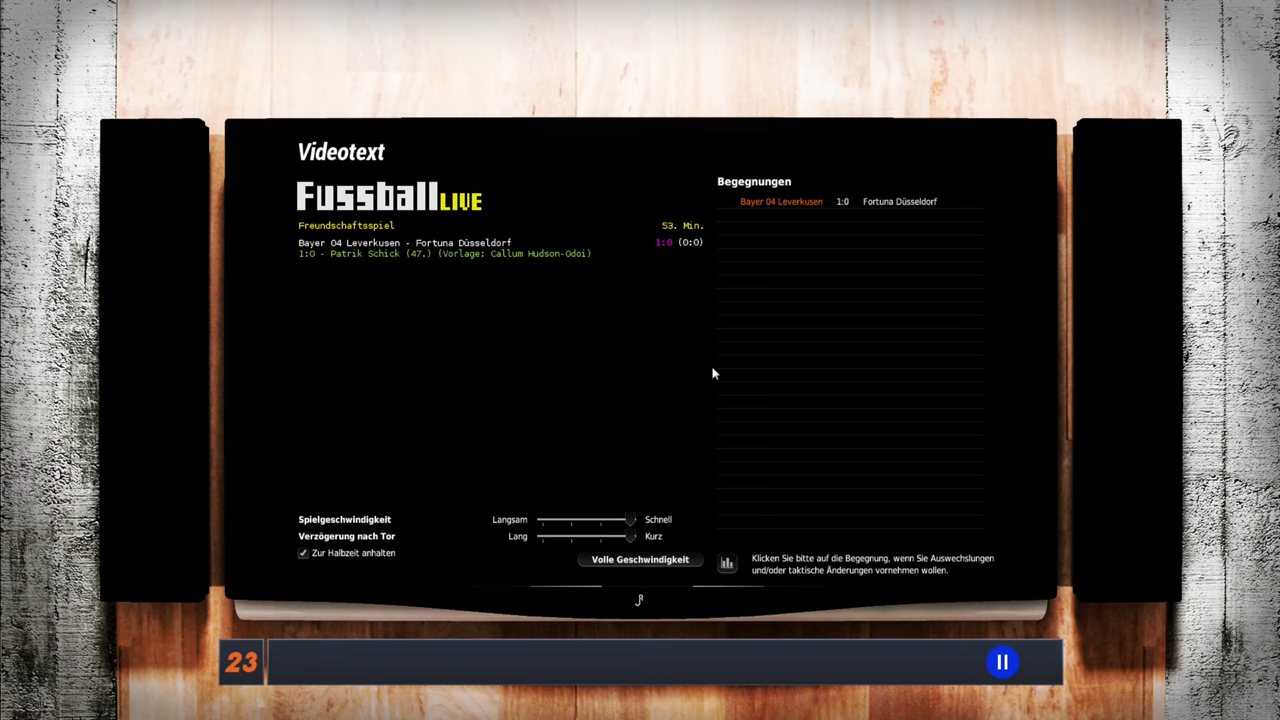 Videotext
Fussball LIVE
Freundschaftsspiel 53. Min.
Bayer 04 Leverkusen - Fortuna Düsseldorf 1:0 (0:0)
1:0 - Patrik Schick (47.) (Vorlage: Callum Hudson-Odoi)
Begegnungen
Bayer 04 Leverkusen 1:0 Fortuna Düsseldorf
Spielgeschwindigkeit Langsam Schnell
Verzögerung nach Tor Lang Kurz
Zur Halbzeit anhalten
Volle Geschwindigkeit
Klicken Sie bitte auf die Begegnung, wenn Sie Auswechslungen
und/oder taktische Änderungen vornehmen wollen.
23